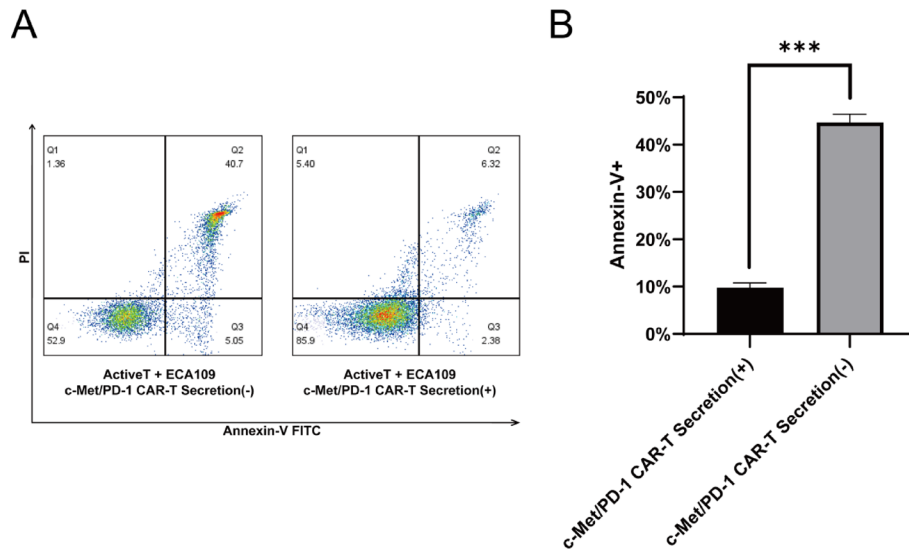 A
Q1
1.36
Q2
40.7
Q4
52.9
Q3
5.05
Q1
5.40
Q2
6.32
Q4
85.9
Q3
2.38
PI
ActiveT + ECA109
c-Met/PD-1 CAR-T Secretion(-)
ActiveT + ECA109
c-Met/PD-1 CAR-T Secretion(+)
Annexin-V FITC
B
***
50%
40%
30%
20%
10%
0%
Annexin-V+
c-Met/PD-1 CAR-T Secretion(+)
c-Met/PD-1 CAR-T Secretion(-)